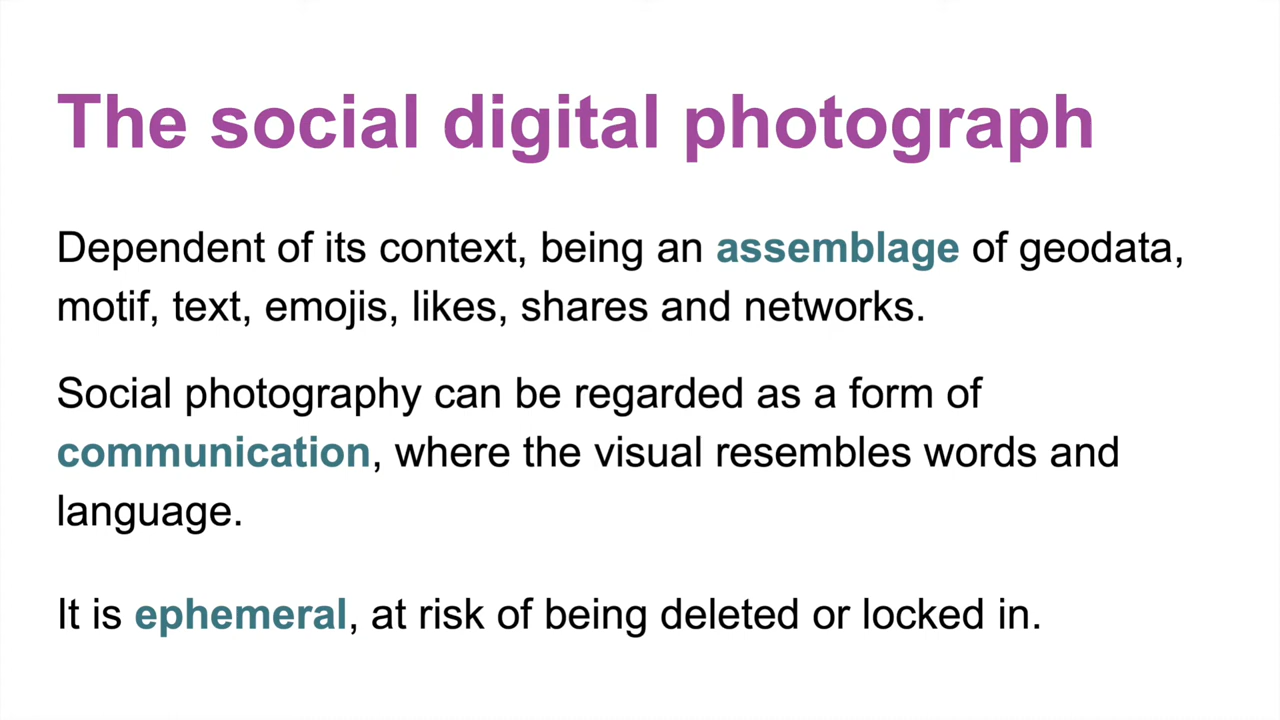 The social digital photograph
Dependent of its context, being an assemblage of geodata,
motif, text, emojis, likes, shares and networks.
Social photography can be regarded as a form of
communication, where the visual resembles words and
language.
It is ephemeral, at risk of being deleted or locked in.